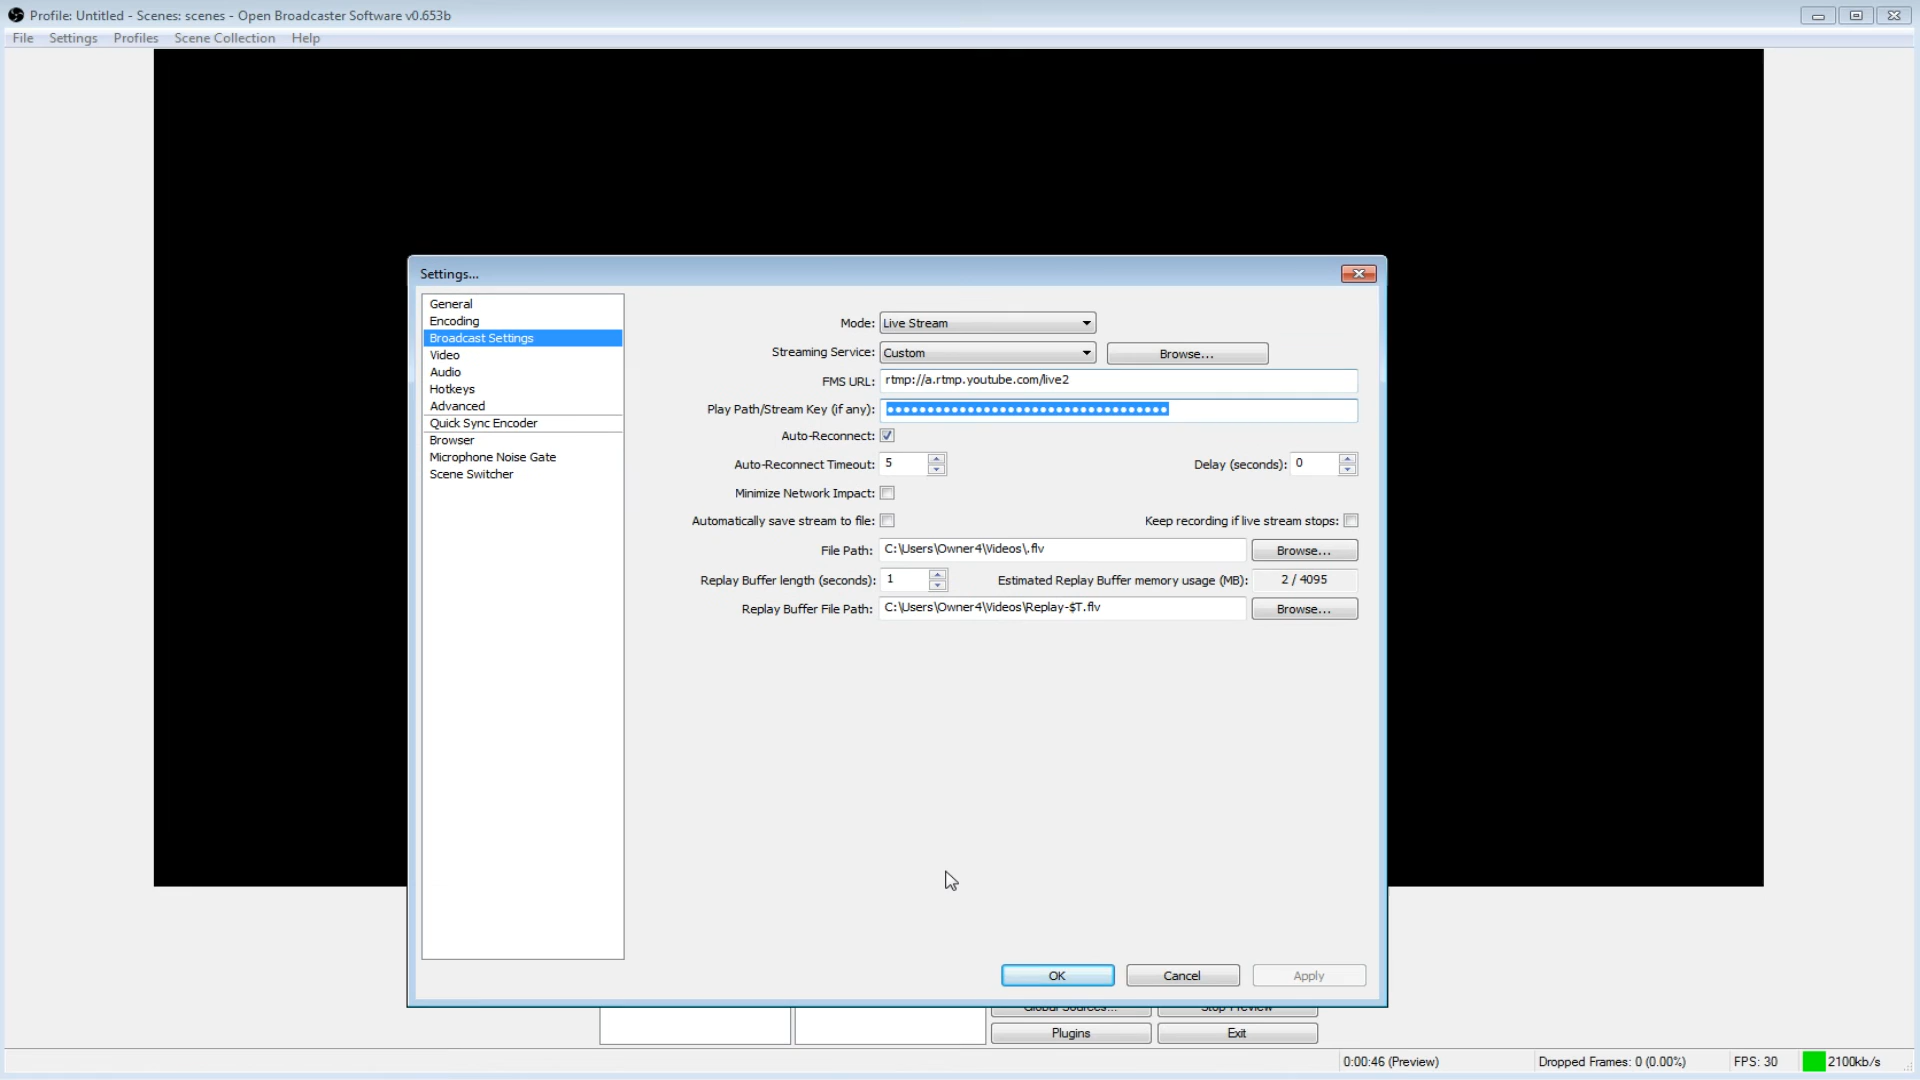 Profile: Untitled - Scenes: scenes - Open Broadcaster Software v0.653b
File Settings Profiles Scene Collection Help
Settings...
General
Encoding
Broadcast Settings
Video
Audio
Hotkeys
Advanced
Quick Sync Encoder
Browser
Microphone Noise Gate
Scene Switcher
Mode: Live Stream
Streaming Service: Custom Browse...
FMS URL: rtmp://a.rtmp.youtube.com/live2
Play Path/Stream Key (if any):
Auto-Reconnect:
Auto-Reconnect Timeout: 5 Delay (seconds): 0
Minimize Network Impact:
Automatically save stream to file: Keep recording if live stream stops:
File Path: C:\Users\Owner4\Videos\.flv Browse...
Replay Buffer length (seconds): 1 Estimated Replay Buffer memory usage (MB): 2 / 4095
Replay Buffer File Path: C:\Users\Owner4\Videos\Replay-$T.flv Browse...
OK Cancel Apply
Global Sources... Stop Preview
Plugins Exit
0:00:46 (Preview) Dropped Frames: 0 (0.00%) FPS: 30 2100kb/s